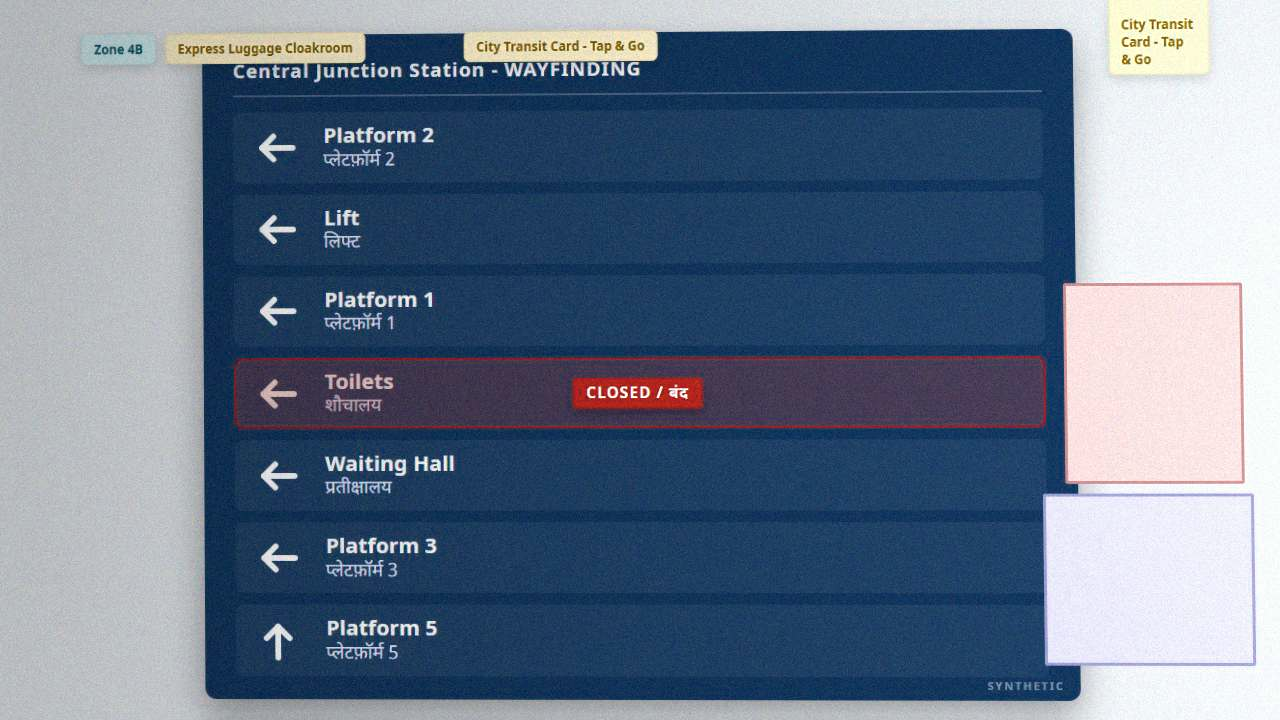 Zone 4B
Express Luggage Cloakroom
City Transit Card - Tap & Go
City Transit
Card - Tap
& Go
Central Junction Station - WAYFINDING
Platform 2
प्लेटफ़ॉर्म 2
Lift
लिफ्ट
Platform 1
प्लेटफ़ॉर्म 1
Toilets
शौचालय
CLOSED / बंद
Waiting Hall
प्रतीक्षालय
Platform 3
प्लेटफ़ॉर्म 3
Platform 5
प्लेटफ़ॉर्म 5
SYNTHETIC